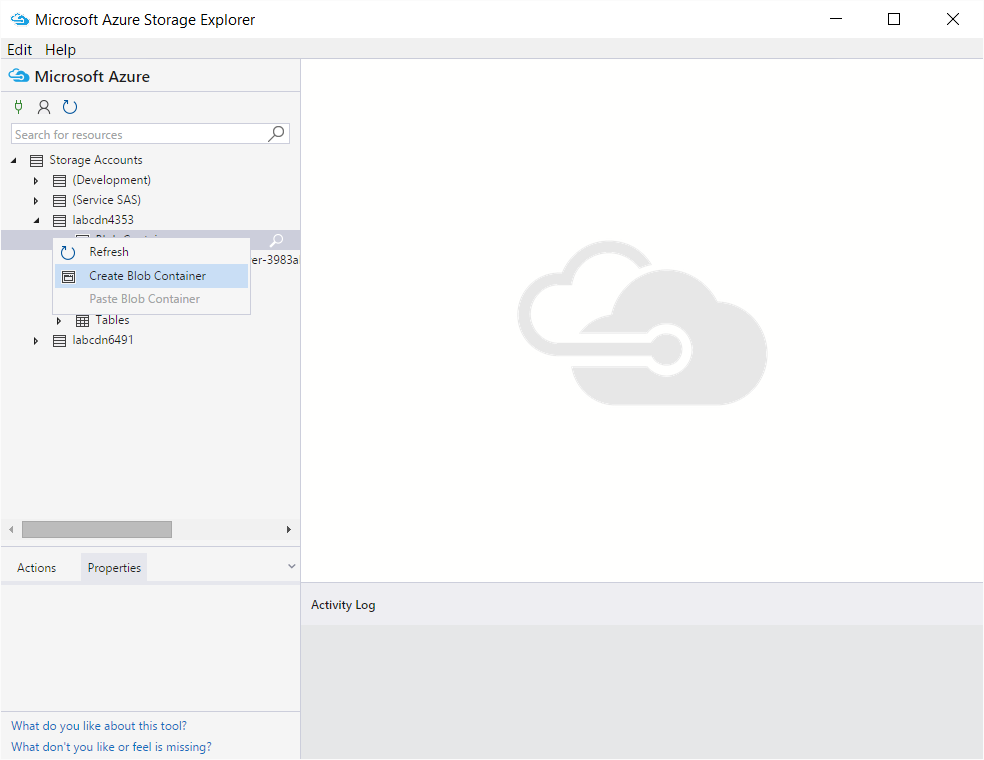 Microsoft Azure Storage Explorer
Edit Help
Microsoft Azure
Search for resources
Storage Accounts
(Development)
(Service SAS)
labcdn4353
Refresh
er-3983a
Create Blob Container
Paste Blob Container
Tables
labcdn6491
Actions Properties
Activity Log
What do you like about this tool?
What don't you like or feel is missing?